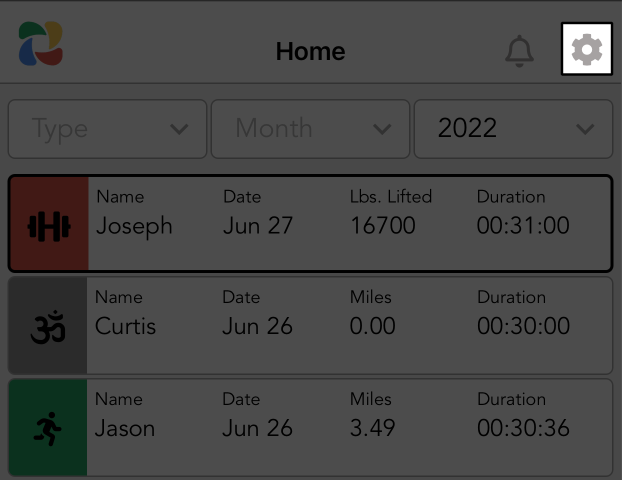 Home
Type Month 2022
Name Date Lbs. Lifted Duration
Joseph Jun 27 16700 00:31:00
Name Date Miles Duration
Curtis Jun 26 0.00 00:30:00
Name Date Miles Duration
Jason Jun 26 3.49 00:30:36